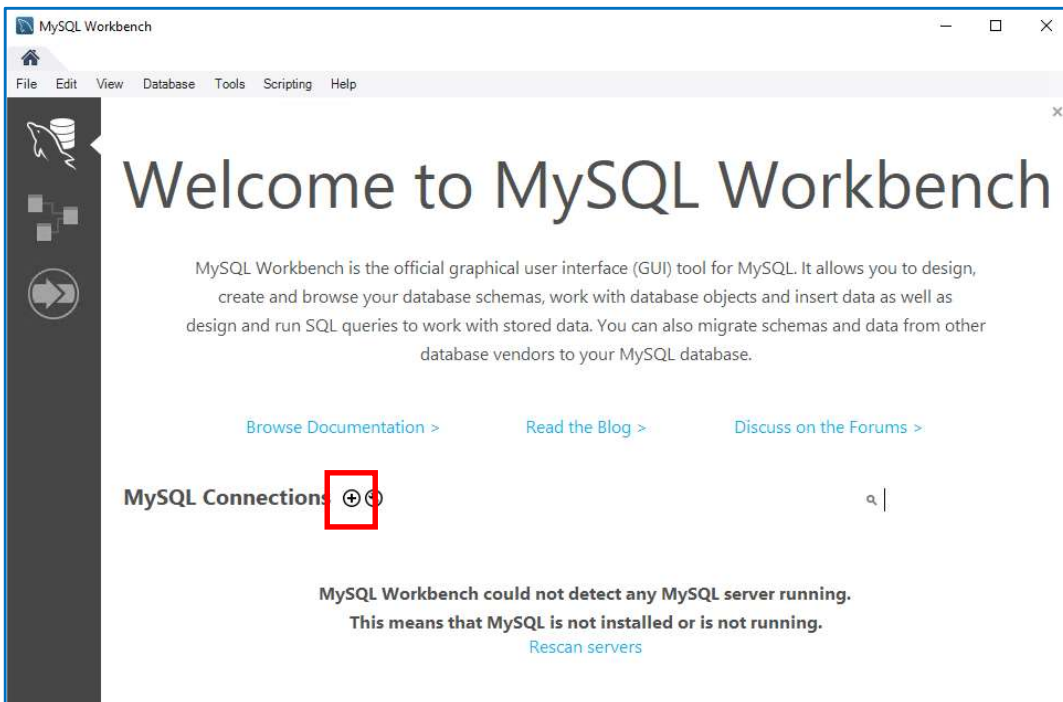 MySQL Workbench
File Edit View Database Tools Scripting Help
Welcome to MySQL Workbench
MySQL Workbench is the official graphical user interface (GUI) tool for MySQL. It allows you to design,
create and browse your database schemas, work with database objects and insert data as well as
design and run SQL queries to work with stored data. You can also migrate schemas and data from other
database vendors to your MySQL database.
Browse Documentation > Read the Blog > Discuss on the Forums >
MySQL Connections
MySQL Workbench could not detect any MySQL server running.
This means that MySQL is not installed or is not running.
Rescan servers